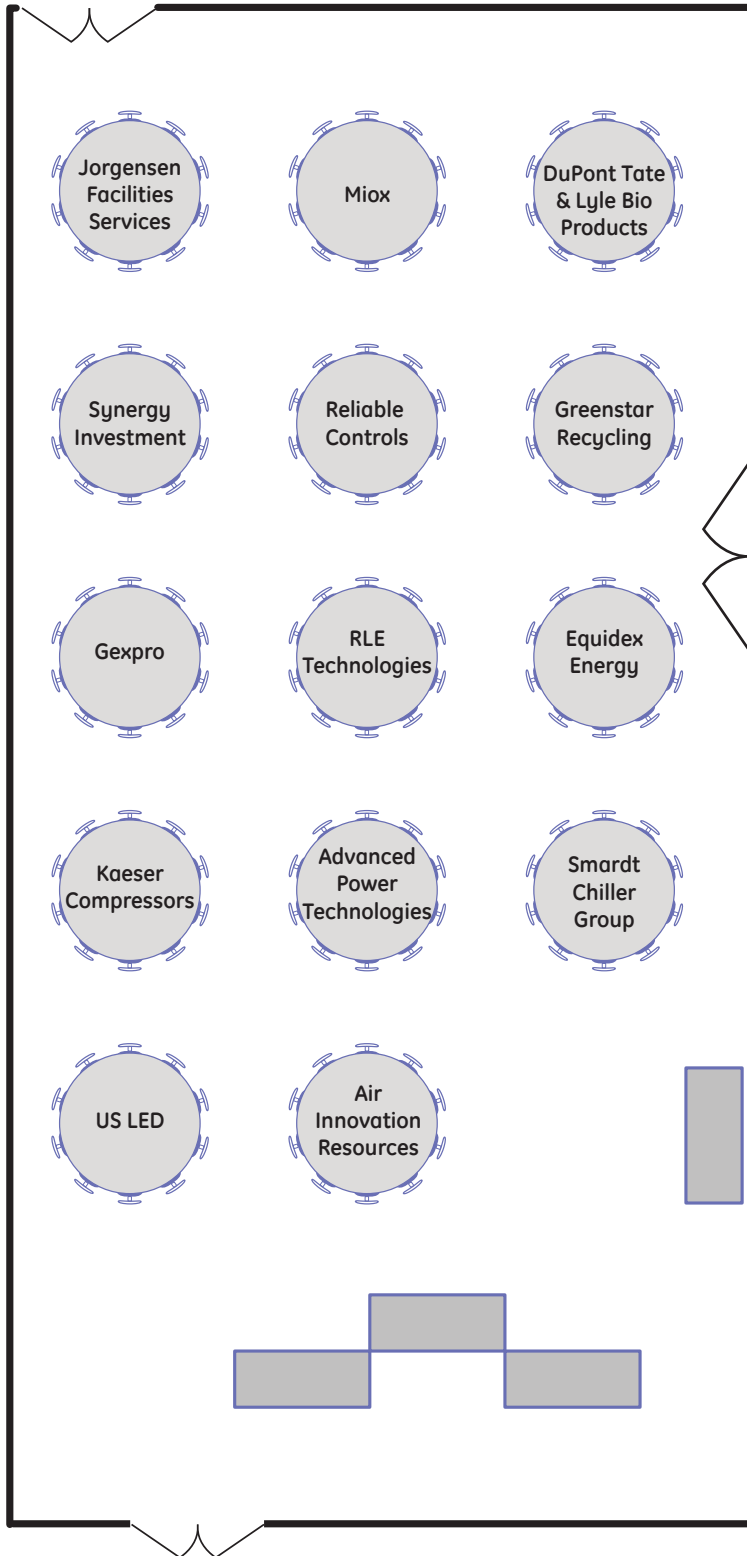 Jorgensen
Facilities
Services
Miox
DuPont Tate
& Lyle Bio
Products
Synergy
Investment
Reliable
Controls
Greenstar
Recycling
Gexpro
RLE
Technologies
Equidex
Energy
Kaeser
Compressors
Advanced
Power
Technologies
Smardt
Chiller
Group
US LED
Air
Innovation
Resources